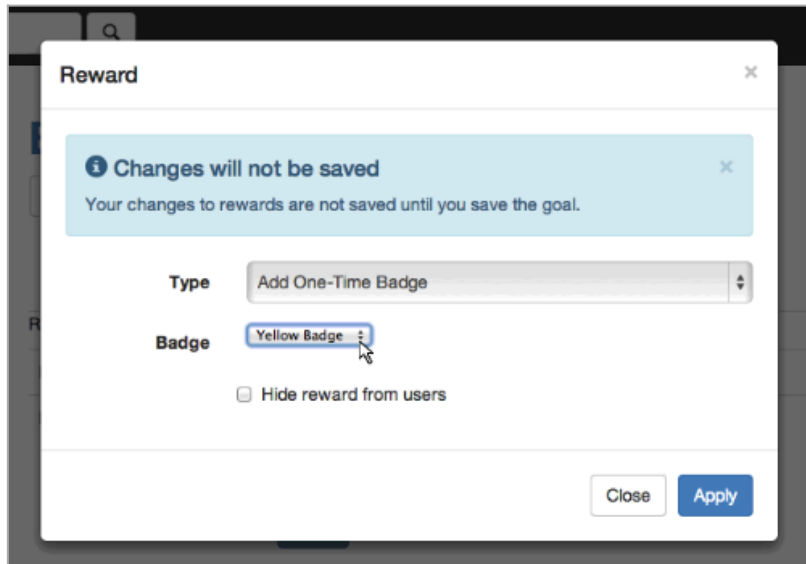 Reward
Changes will not be saved
Your changes to rewards are not saved until you save the goal.
Type
Add One-Time Badge
Badge
Yellow Badge
Hide reward from users
Close
Apply